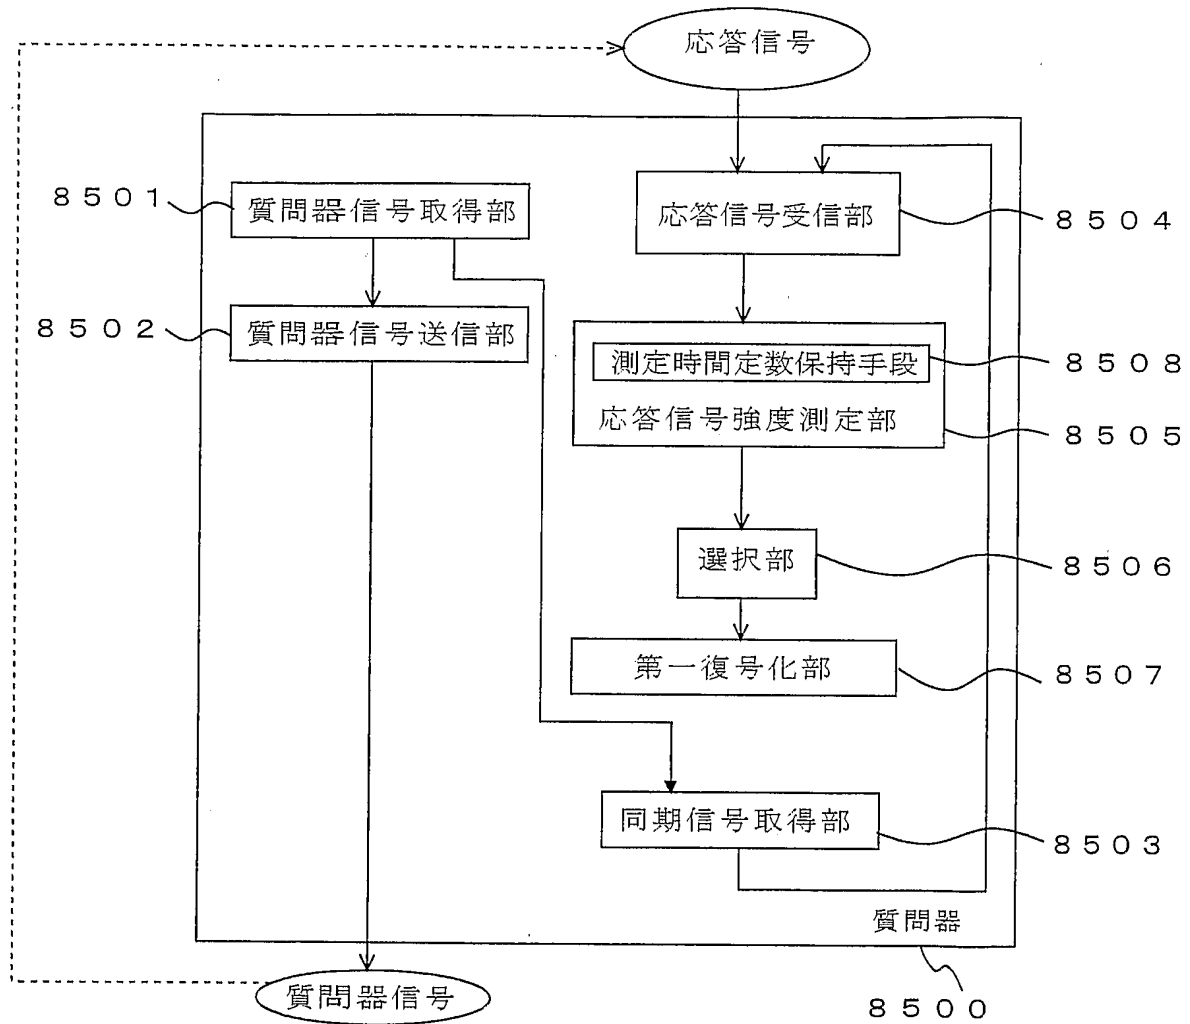 応答信号
8501
質問器信号取得部
応答信号受信部
8504
8502
質問器信号送信部
測定時間定数保持手段
8508
応答信号強度測定部
8505
選択部
8506
第一復号化部
8507
同期信号取得部
8503
質問器
質問器信号
8500